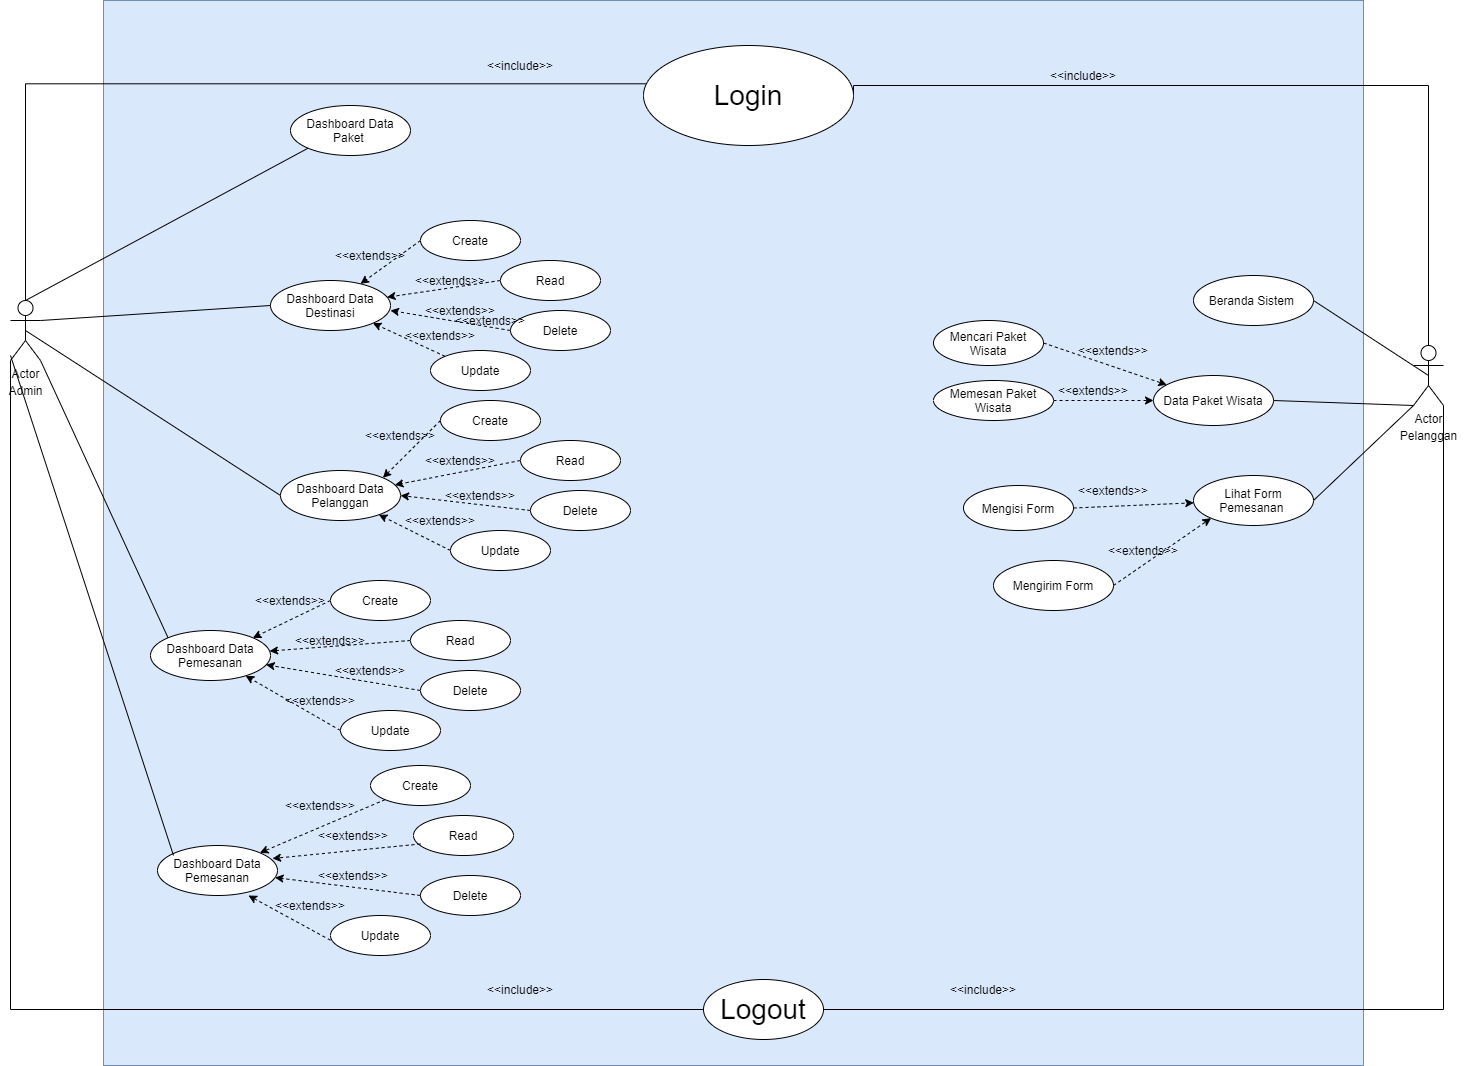 <<include>>
<<include>>
Login
Dashboard Data
Paket
Create
<<extends>>
<<extends>>
Read
Dashboard Data
Destinasi
<<extends>>
<<extends>>
Delete
<<extends>>
Update
Actor
Admin
Create
<<extends>>
<<extends>>
Read
Dashboard Data
Pelanggan
<<extends>>
Delete
<<extends>>
Update
<<extends>>
Create
<<extends>>
Read
Dashboard Data
Pemesanan
<<extends>>
Delete
<<extends>>
Update
Create
<<extends>>
<<extends>>
Read
Dashboard Data
Pemesanan
<<extends>>
Delete
<<extends>>
Update
Beranda Sistem
Mencari Paket
Wisata
<<extends>>
Memesan Paket
Wisata
<<extends>>
Data Paket Wisata
Actor
Pelanggan
<<extends>>
Lihat Form
Pemesanan
Mengisi Form
<<extends>>
Mengirim Form
<<include>>
<<include>>
Logout